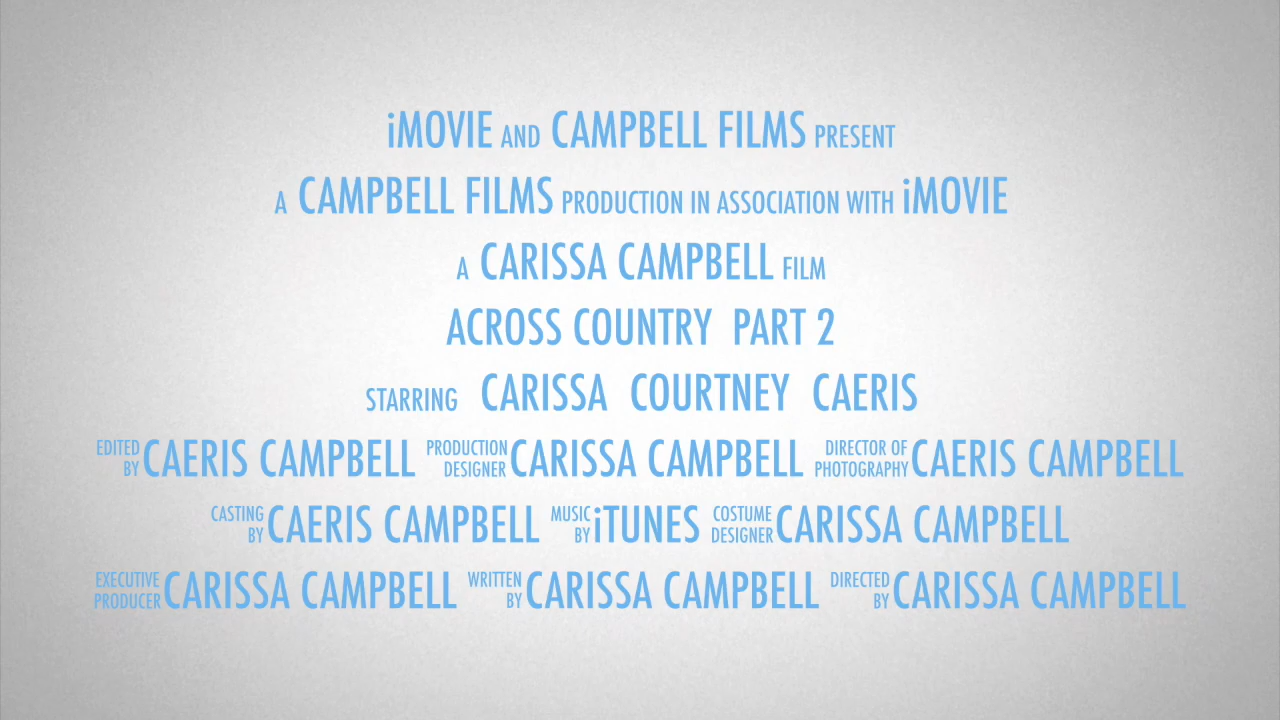 iMOVIE AND CAMPBELL FILMS PRESENT
A CAMPBELL FILMS PRODUCTION IN ASSOCIATION WITH iMOVIE
A CARISSA CAMPBELL FILM
ACROSS COUNTRY PART 2
STARRING CARISSA COURTNEY CAERIS
EDITED BY CAERIS CAMPBELL PRODUCTION DESIGNER CARISSA CAMPBELL DIRECTOR OF PHOTOGRAPHY CAERIS CAMPBELL
CASTING BY CAERIS CAMPBELL MUSIC BY iTUNES COSTUME DESIGNER CARISSA CAMPBELL
EXECUTIVE PRODUCER CARISSA CAMPBELL WRITTEN BY CARISSA CAMPBELL DIRECTED BY CARISSA CAMPBELL